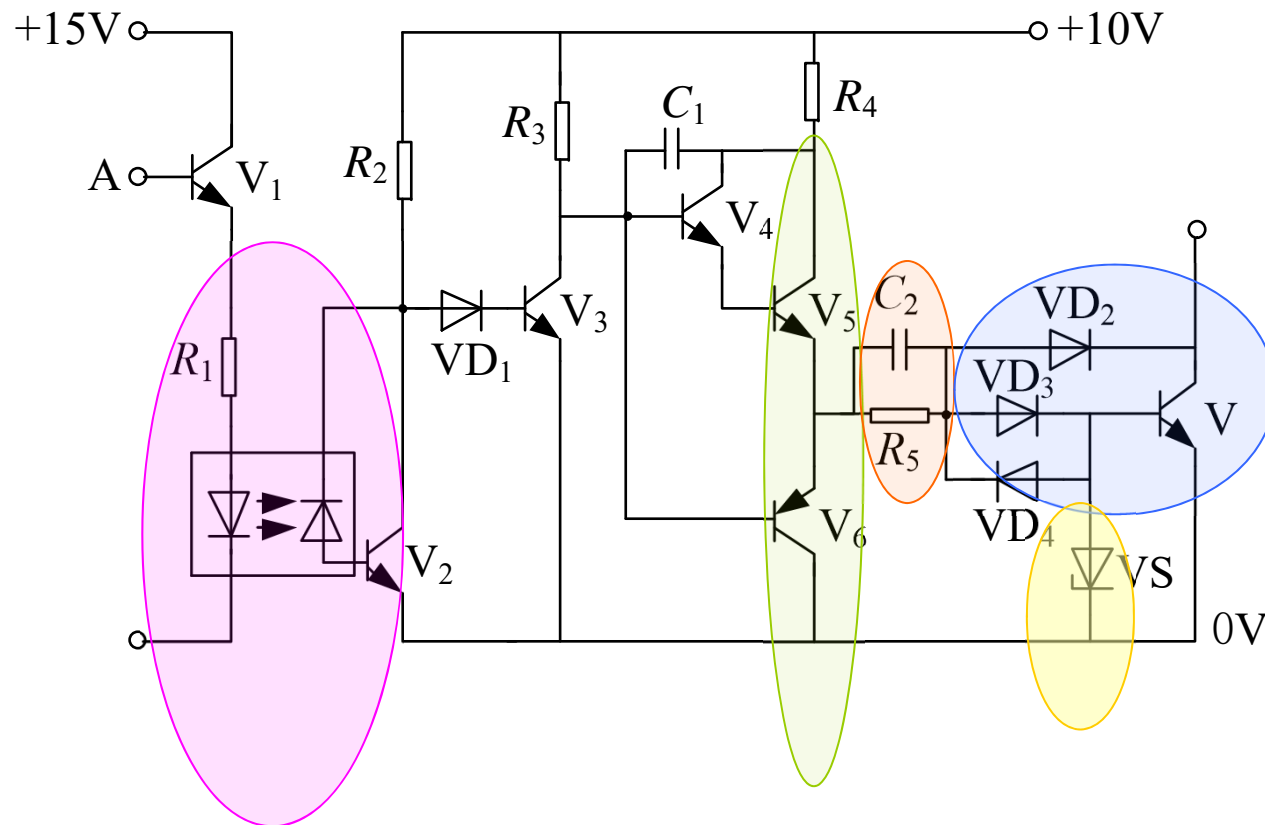 +15V
+10V
C₁
R₄
R₃
R₂
A
V₁
V₄
C₂
VD₂
V₃
V₅
R₁
VD₁
VD₃
V
R₅
VD₄
V₆
V₂
VS
0V